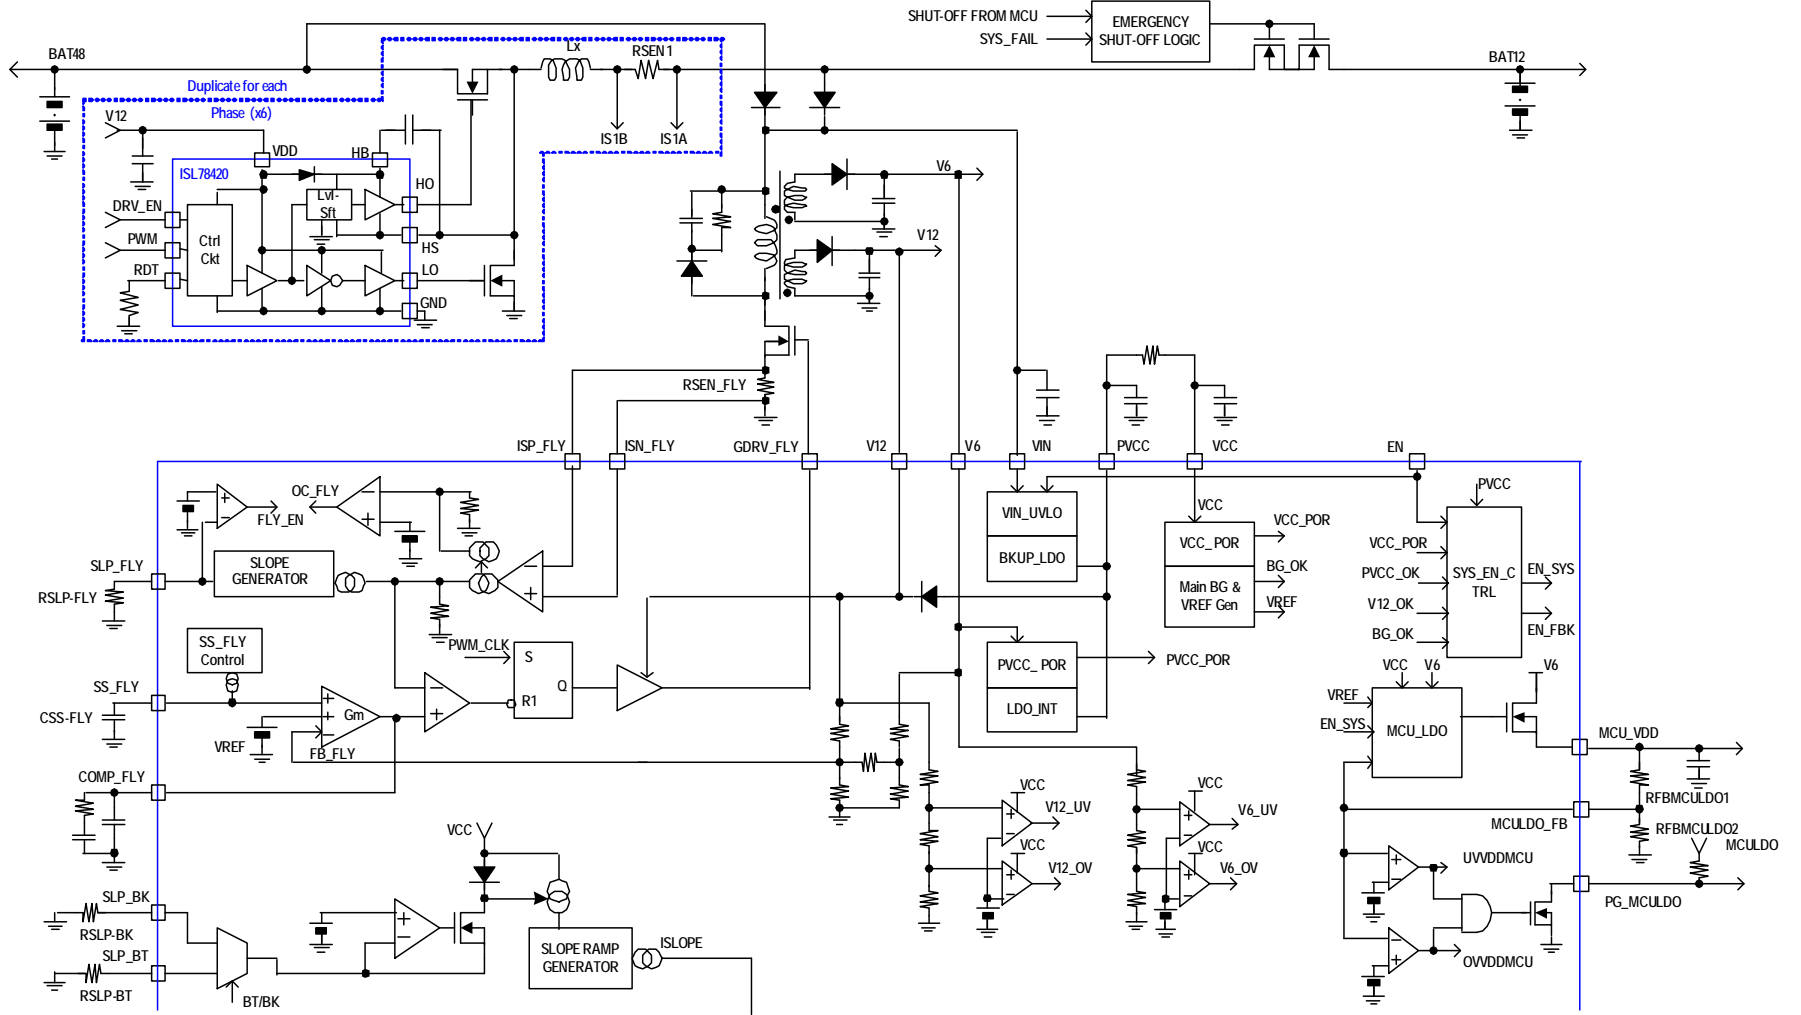 SHUT-OFF FROM MCU
SYS_FAIL
EMERGENCY
SHUT-OFF LOGIC
BAT48
Lx
RSEN1
BAT12
Duplicate for each
Phase (x6)
V12
IS1B
IS1A
VDD
HB
ISL78420
HO
DRV_EN
Lvl-
Sft
PWM
Ctrl
Ckt
HS
RDT
LO
GND
V6
V12
RSEN_FLY
ISP_FLY
ISN_FLY
GDRV_FLY
V12
V6
VIN
PVCC
VCC
EN
OC_FLY
FLY_EN
SLP_FLY
RSLP-FLY
SLOPE
GENERATOR
VIN_UVLO
BKUP_LDO
VCC
VCC_POR
Main BG &
VREF Gen
VCC_POR
BG_OK
VREF
PVCC
VCC_POR
PVCC_OK
V12_OK
BG_OK
SYS_EN_C
TRL
EN_SYS
EN_FBK
SS_FLY
Control
PWM_CLK
S
Q
R1
PVCC_ POR
LDO_INT
PVCC_POR
SS_FLY
CSS-FLY
Gm
VREF
FB_FLY
VCC
V6
V6
VREF
EN_SYS
MCU_LDO
MCU_VDD
COMP_FLY
VCC
V12_UV
VCC
V12_OV
VCC
V6_UV
VCC
V6_OV
RFBMCULDO1
MCULDO_FB
RFBMCULDO2
MCULDO
UVVDDMCU
PG_MCULDO
OVVDDMCU
VCC
SLP_BK
RSLP-BK
SLP_BT
RSLP-BT
BT/BK
SLOPE RAMP
GENERATOR
ISLOPE